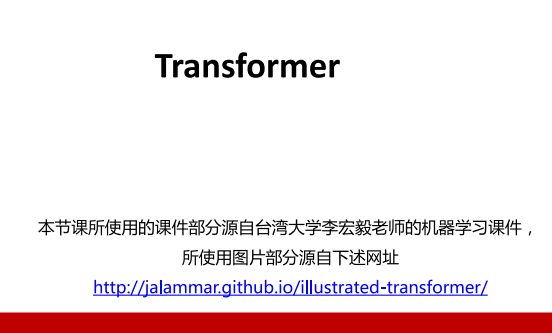 Transformer
本节课所使用的课件部分源自台湾大学李宏毅老师的机器学习课件，
所使用图片部分源自下述网址
http://jalammar.github.io/illustrated-transformer/